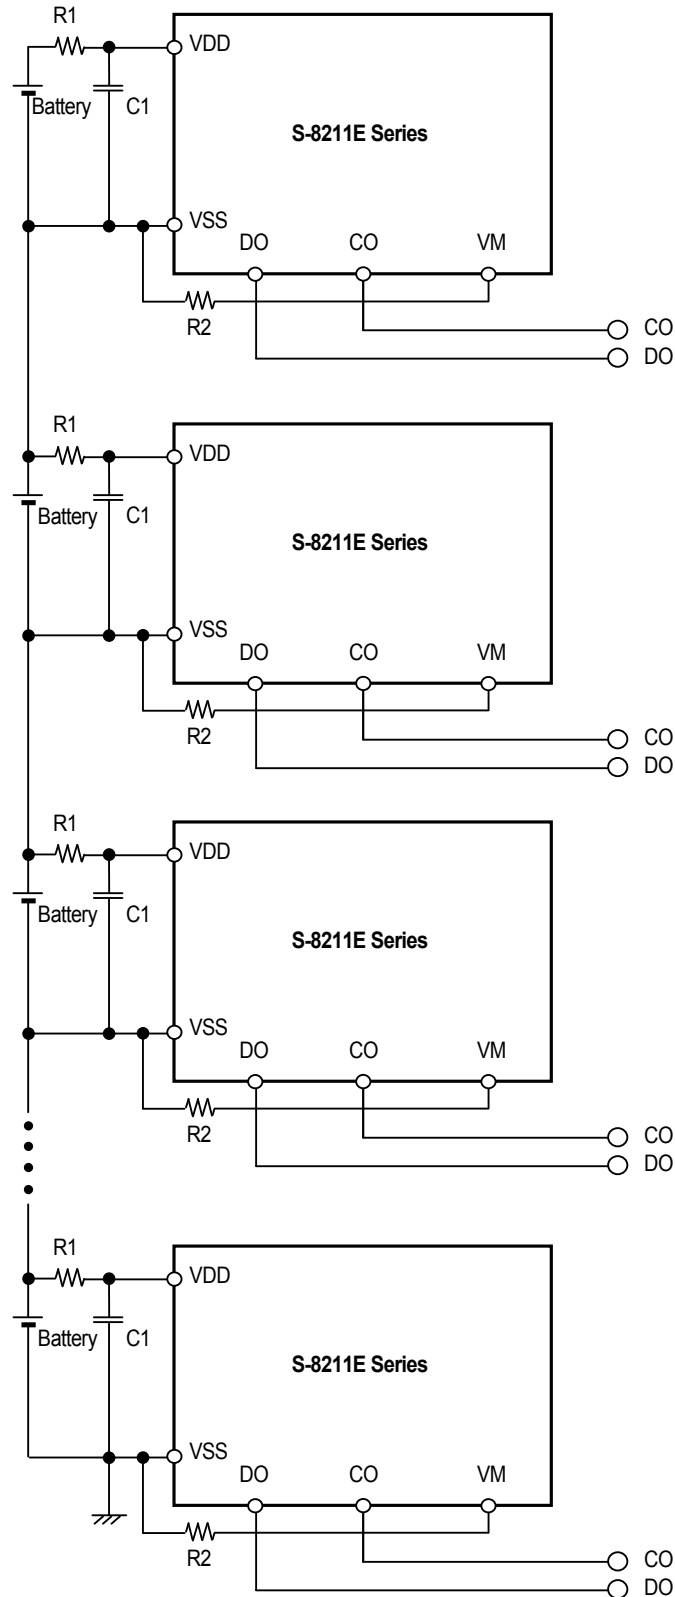 R1
VDD
Battery
C1
S-8211E Series
VSS
DO
CO
VM
R2
CO
DO
R1
VDD
Battery
C1
S-8211E Series
VSS
DO
CO
VM
R2
CO
DO
R1
VDD
Battery
C1
S-8211E Series
VSS
DO
CO
VM
R2
CO
DO
R1
VDD
Battery
C1
S-8211E Series
VSS
DO
CO
VM
R2
CO
DO